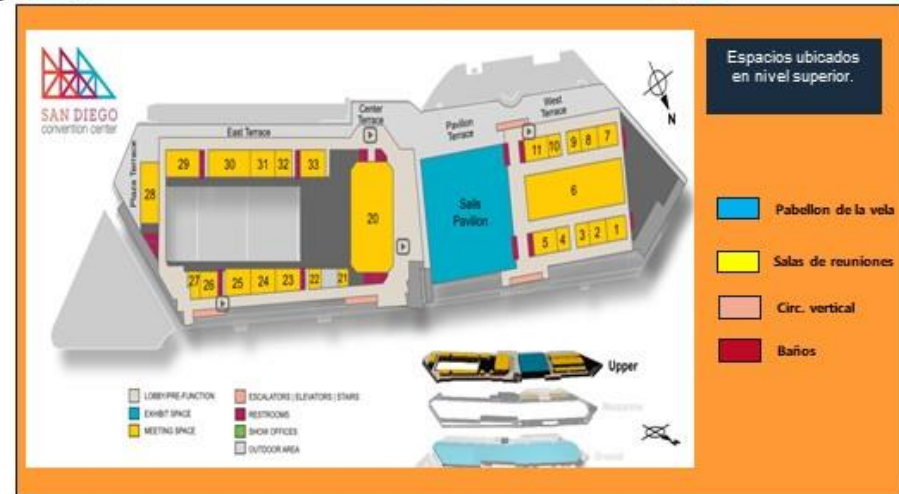 SAN DIEGO
convention center
Espacios ubicados
en nivel superior.
N
Plaza Terrace
East Terrace
Center
Terrace
Pavilion
Terrace
West
Terrace
28
29
30
31
32
33
20
Sails
Pavilion
11
10
9
8
7
6
5
4
3
2
1
27
26
25
24
23
22
21
Pabellon de la vela
Salas de reuniones
Circ. vertical
Baños
Upper
Mezzanine
Ground
LOBBY/PRE-FUNCTION
EXHIBIT SPACE
MEETING SPACE
ESCALATORS | ELEVATORS | STAIRS
RESTROOMS
SHOW OFFICES
OUTDOOR AREA